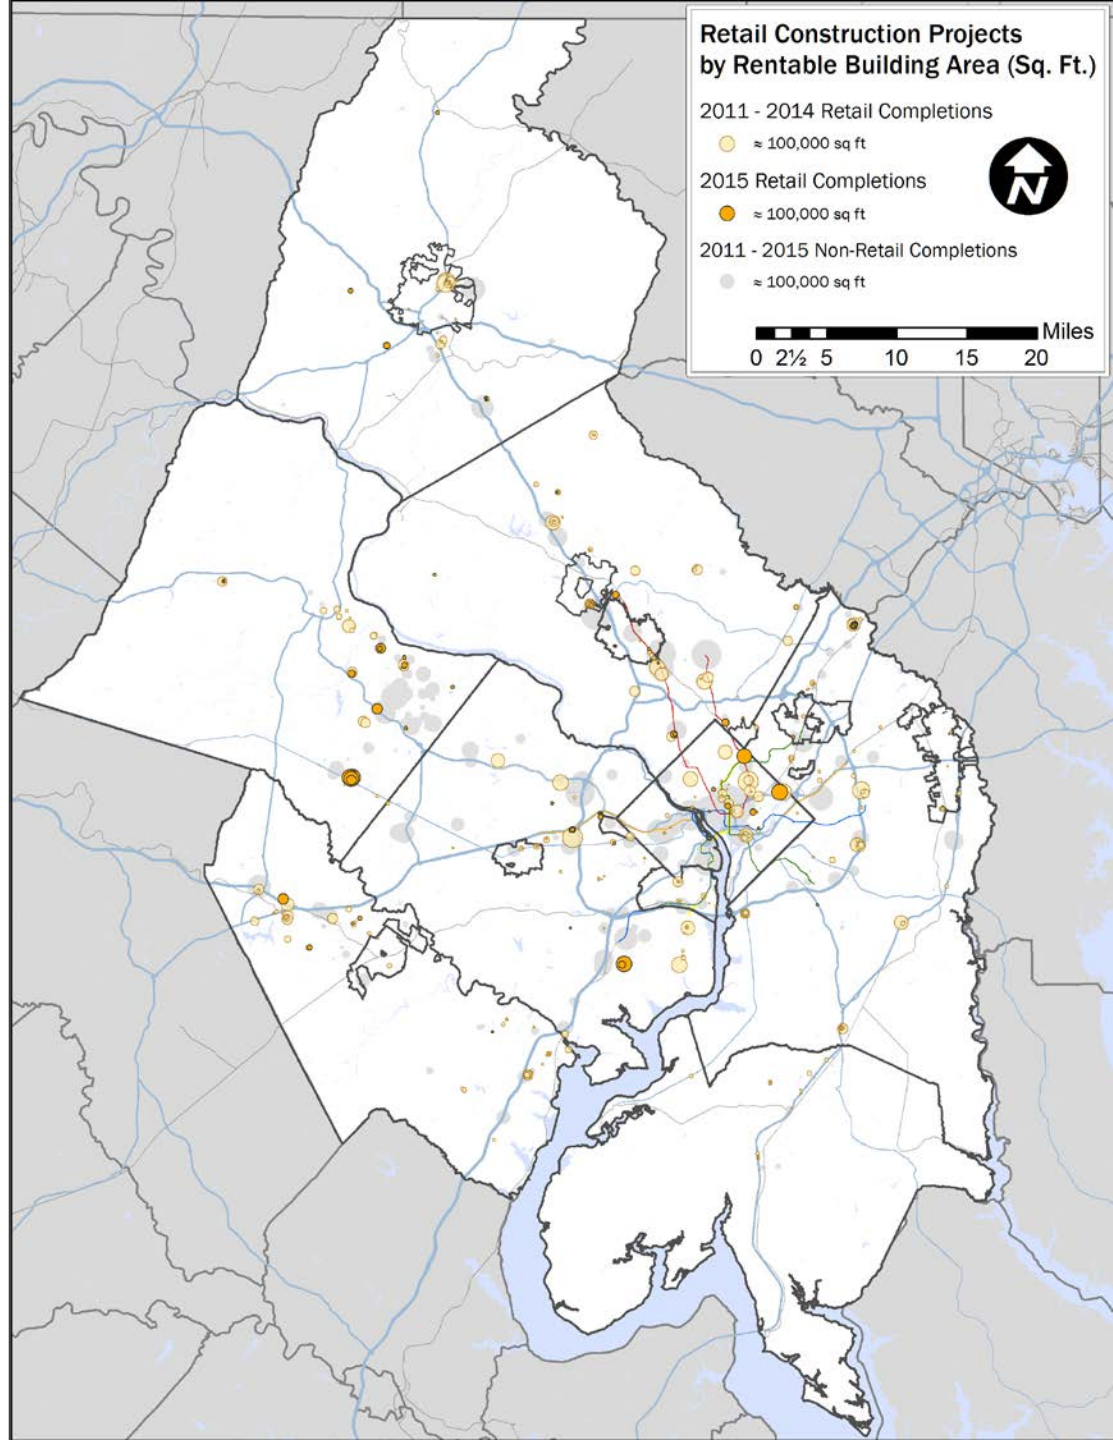 Retail Construction Projects
by Rentable Building Area (Sq. Ft.)
2011 - 2014 Retail Completions
≈ 100,000 sq ft
2015 Retail Completions
≈ 100,000 sq ft
2011 - 2015 Non-Retail Completions
≈ 100,000 sq ft
N
Miles
0 2½ 5 10 15 20